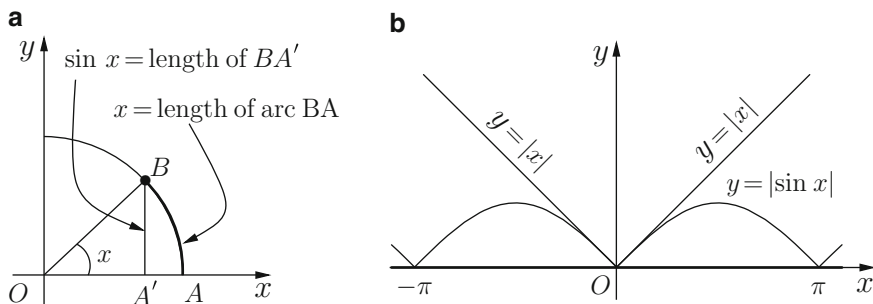 a
y
sin x = length of BA′
x = length of arc BA
B
x
O
A′
A
x
b
y
y = |x|
y = |x|
y = |sin x|
−π
O
π
x